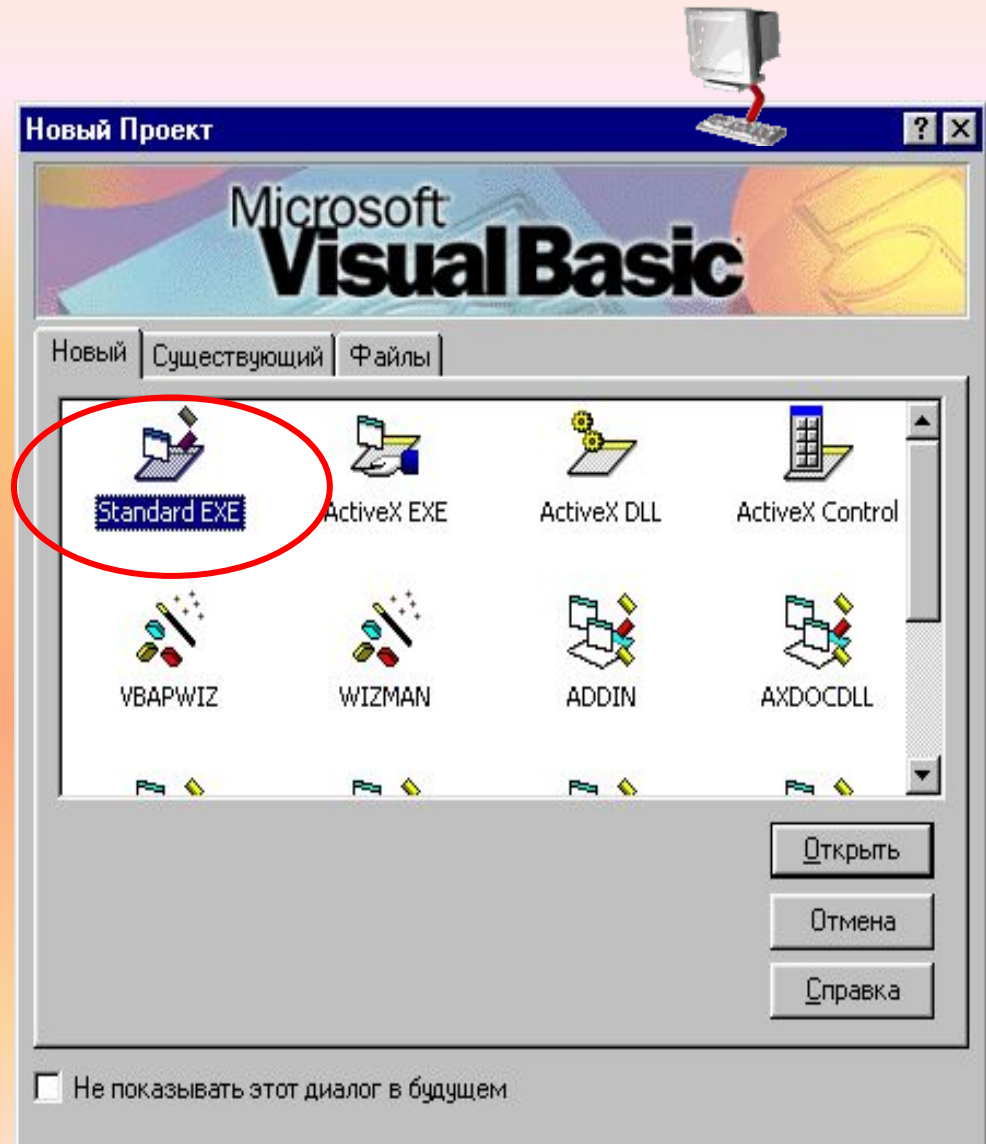 Новый Проект
Microsoft
Visual Basic
Новый Существующий Файлы
Standard EXE ActiveX EXE ActiveX DLL ActiveX Control
VBAPWIZ WIZMAN ADDIN AXDOCDLL
Открыть
Отмена
Справка
Не показывать этот диалог в будущем